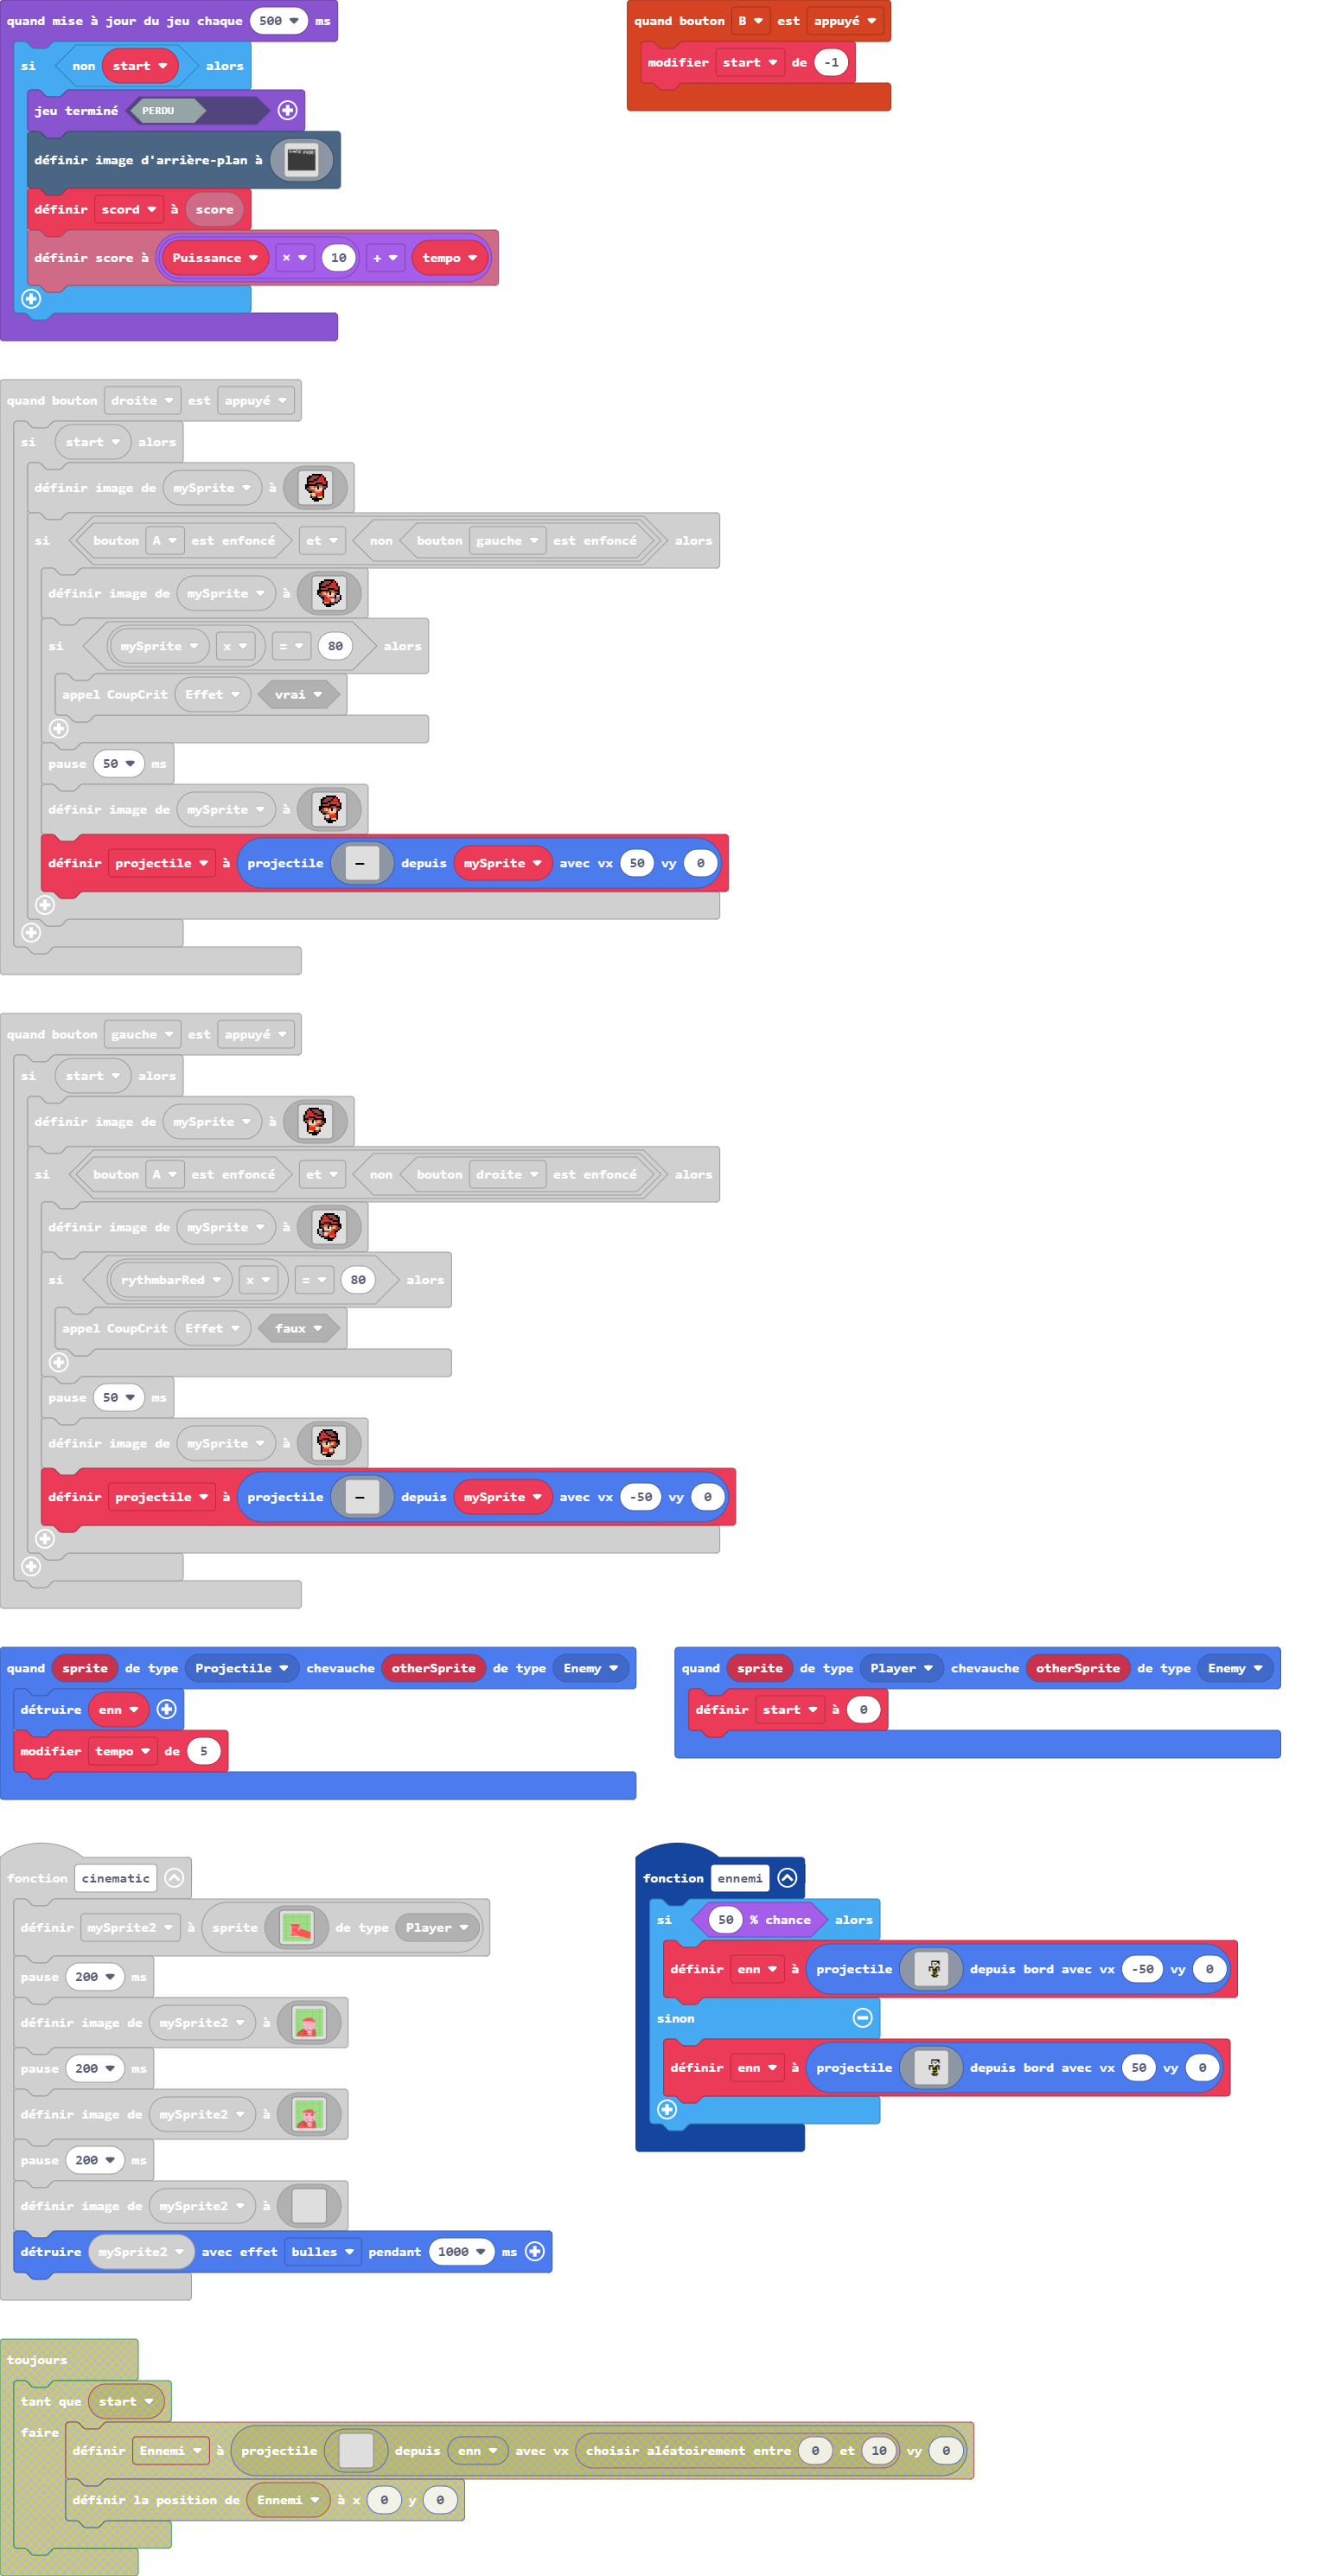 quand mise à jour du jeu chaque 500 ms
si non start alors
jeu terminé PERDU
définir image d'arrière-plan à
définir scord à score
définir score à Puissance × 10 + tempo
quand bouton B est appuyé
modifier start de -1
quand bouton droite est appuyé
si start alors
définir image de mySprite à
si bouton A est enfoncé et non bouton gauche est enfoncé alors
définir image de mySprite à
si mySprite x = 80 alors
appel CoupCrit Effet vrai
pause 50 ms
définir image de mySprite à
définir projectile à projectile depuis mySprite avec vx 50 vy 0
quand bouton gauche est appuyé
si start alors
définir image de mySprite à
si bouton A est enfoncé et non bouton droite est enfoncé alors
définir image de mySprite à
si rythmbarRed x = 80 alors
appel CoupCrit Effet faux
pause 50 ms
définir image de mySprite à
définir projectile à projectile depuis mySprite avec vx -50 vy 0
quand sprite de type Projectile chevauche otherSprite de type Enemy
détruire enn
modifier tempo de 5
quand sprite de type Player chevauche otherSprite de type Enemy
définir start à 0
fonction cinematic
définir mySprite2 à sprite de type Player
pause 200 ms
définir image de mySprite2 à
pause 200 ms
définir image de mySprite2 à
pause 200 ms
définir image de mySprite2 à
détruire mySprite2 avec effet bulles pendant 1000 ms
fonction ennemi
si 50 % chance alors
définir enn à projectile depuis bord avec vx -50 vy 0
sinon
définir enn à projectile depuis bord avec vx 50 vy 0
toujours
tant que start
faire
définir Ennemi à projectile depuis enn avec vx choisir aléatoirement entre 0 et 10 vy 0
définir la position de Ennemi à x 0 y 0